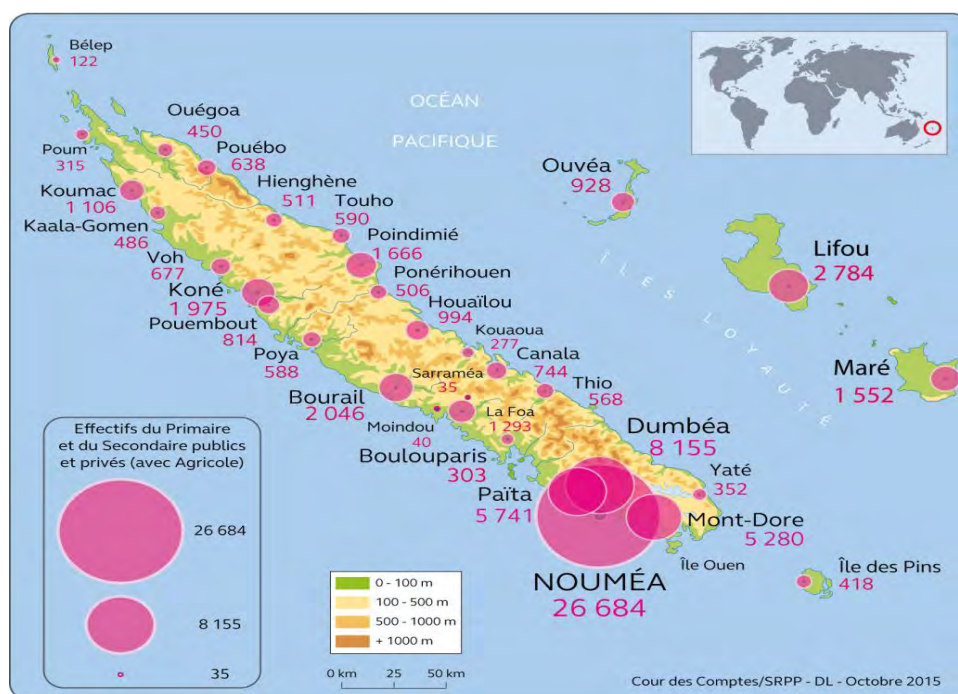 Bélep
122
OCÉAN
PACIFIQUE
Ouégoa
450
Poum
315
Pouébo
638
Ouvéa
928
Koumac
1 106
Hienghène
511
Touho
590
Kaala-Gomen
486
Poindimié
1 666
Lifou
2 784
Voh
677
Ponérihouen
506
ÎLES LOYAUTÉ
Koné
1 975
Houaïlou
994
Pouembout
814
Kouaoua
277
Poya
588
Canala
744
Maré
1 552
Sarraméa
35
Thio
568
Bourail
2 046
La Foa
1 293
Moindou
40
Dumbéa
8 155
Boulouparis
303
Yaté
352
Païta
5 741
Mont-Dore
5 280
Île Ouen
Île des Pins
418
NOUMÉA
26 684
Effectifs du Primaire
et du Secondaire publics
et privés (avec Agricole)
26 684
8 155
35
0 - 100 m
100 - 500 m
500 - 1000 m
+ 1000 m
0 km 25 50 km
Cour des Comptes/SRPP - DL - Octobre 2015